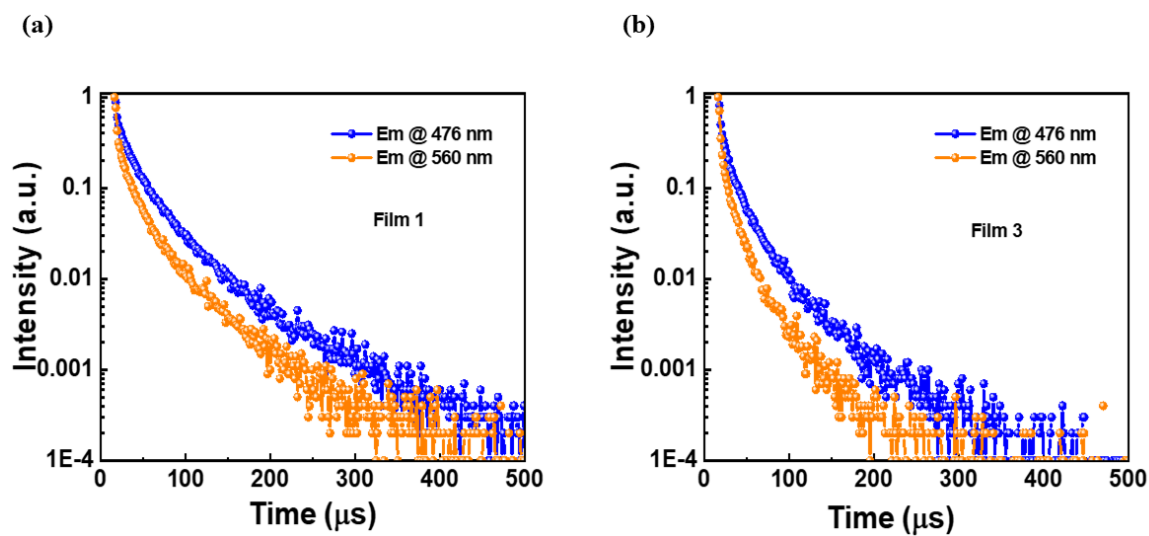 (a)
(b)
1
0.1
0.01
0.001
1E-4
Intensity (a.u.)
Em @ 476 nm
Em @ 560 nm
Film 1
0
100
200
300
400
500
Time (μs)
1
0.1
0.01
0.001
1E-4
Intensity (a.u.)
Em @ 476 nm
Em @ 560 nm
Film 3
0
100
200
300
400
500
Time (μs)